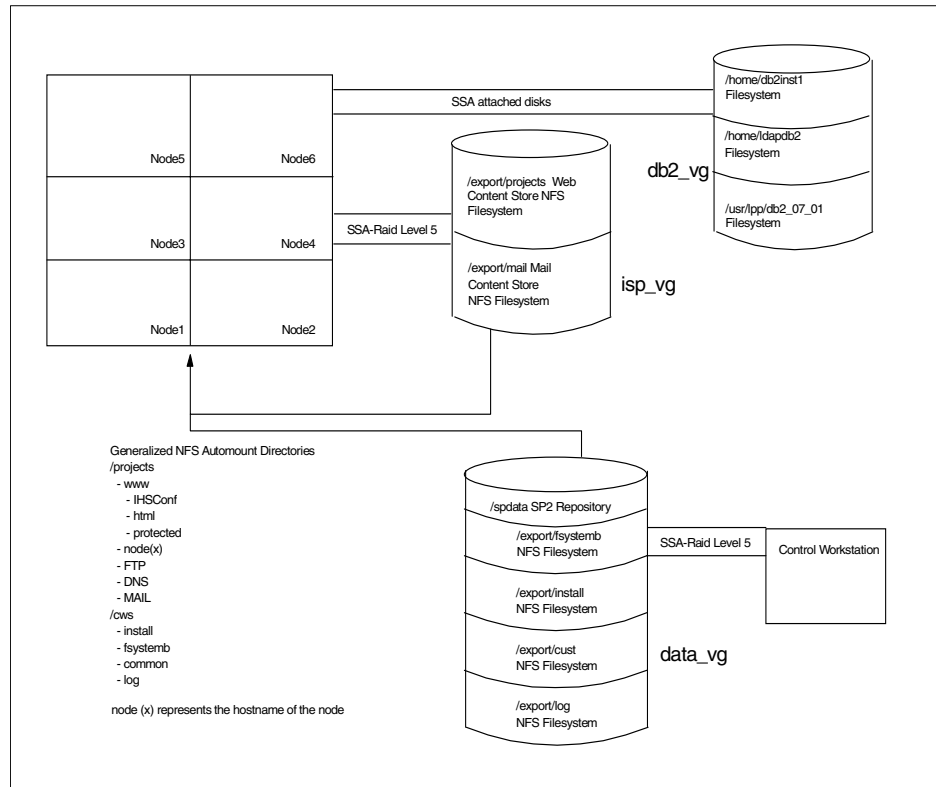 /home/db2inst1
Filesystem
SSA attached disks
/home/ldapdb2
Filesystem
db2_vg
/usr/lpp/db2_07_01
Filesystem
Node5
Node6
/export/projects Web
Content Store NFS
Filesystem
SSA-Raid Level 5
Node3
Node4
/export/mail Mail
Content Store
NFS Filesystem
isp_vg
Node1
Node2
Generalized NFS Automount Directories
/projects
- www
- IHSConf
- html
- protected
- node(x)
- FTP
- DNS
- MAIL
/cws
- install
- fsystemb
- common
- log
node (x) represents the hostname of the node
/spdata SP2 Repository
/export/fsystemb
NFS Filesystem
SSA-Raid Level 5
Control Workstation
/export/install
NFS Filesystem
/export/cust
NFS Filesystem
data_vg
/export/log
NFS Filesystem